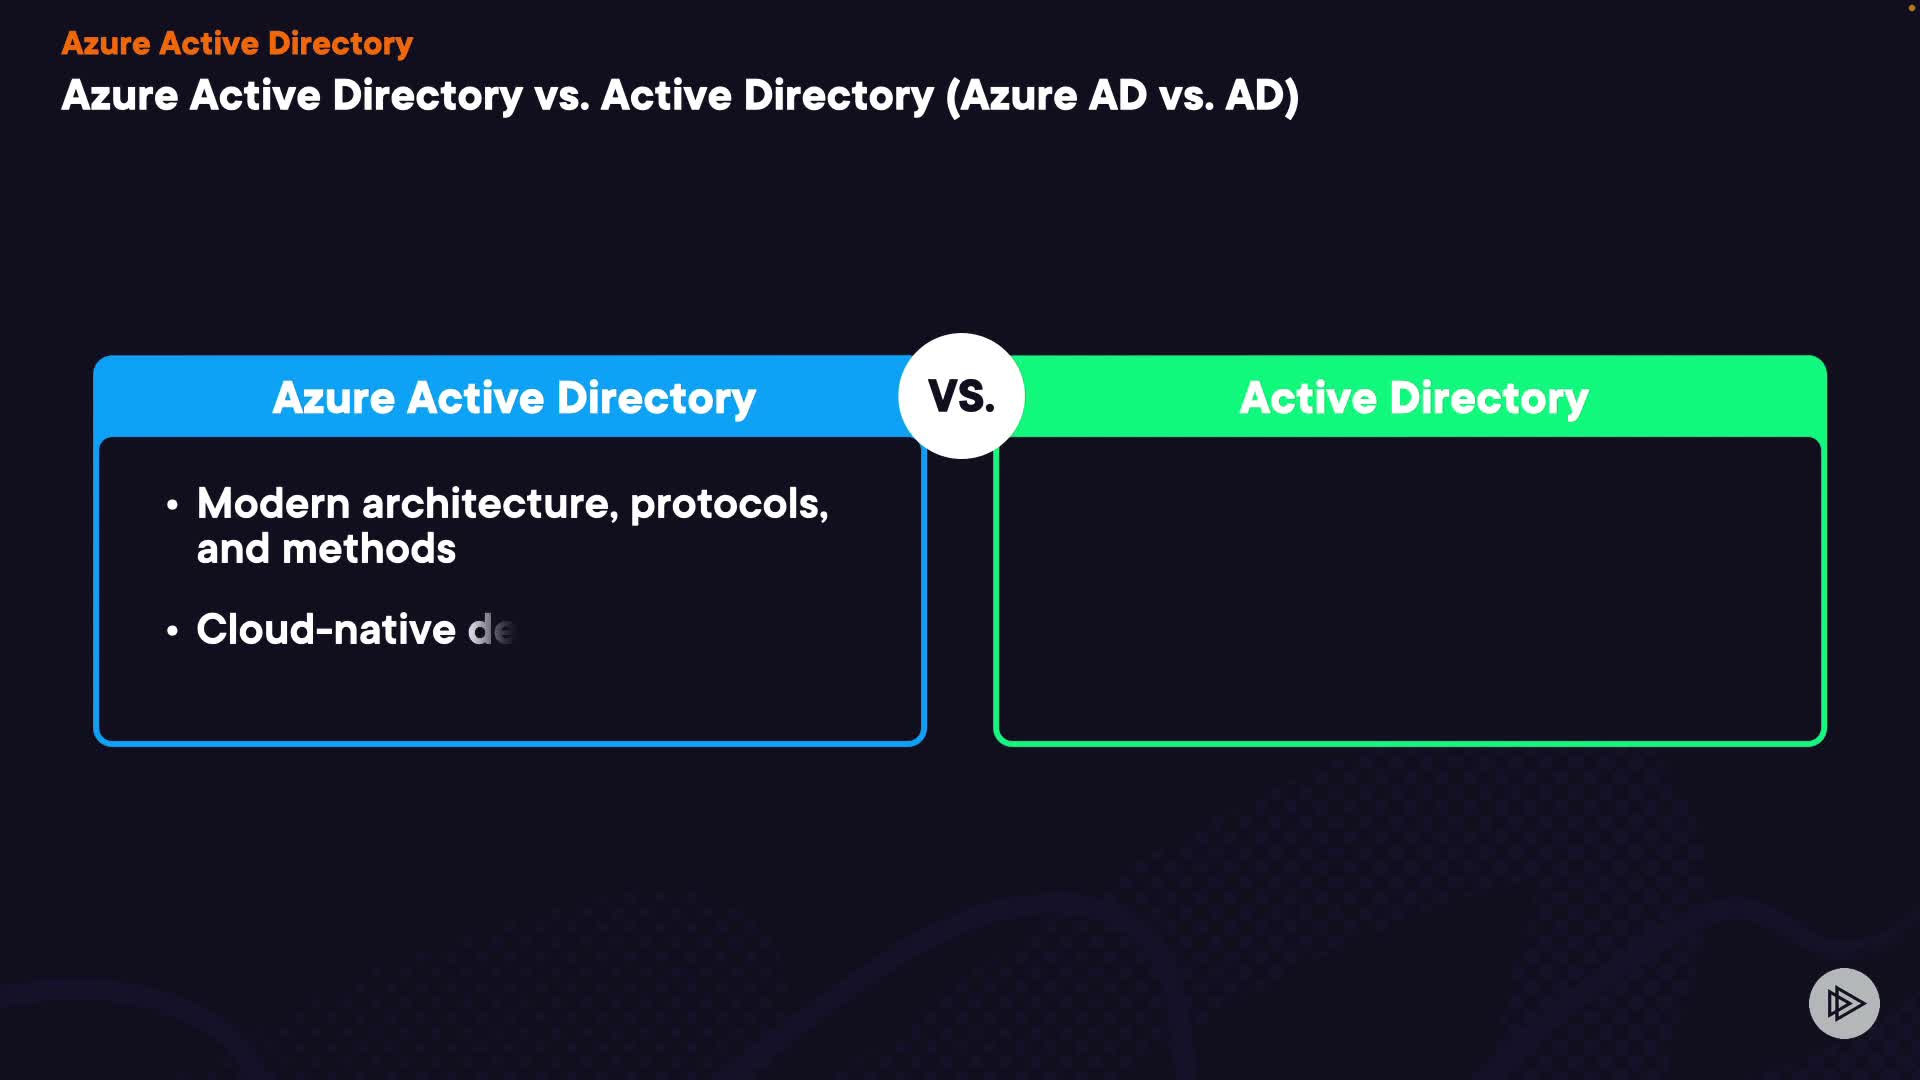 Azure Active Directory
Azure Active Directory vs. Active Directory (Azure AD vs. AD)
Azure Active Directory
VS.
Active Directory
• Modern architecture, protocols,
and methods
• Cloud-native de